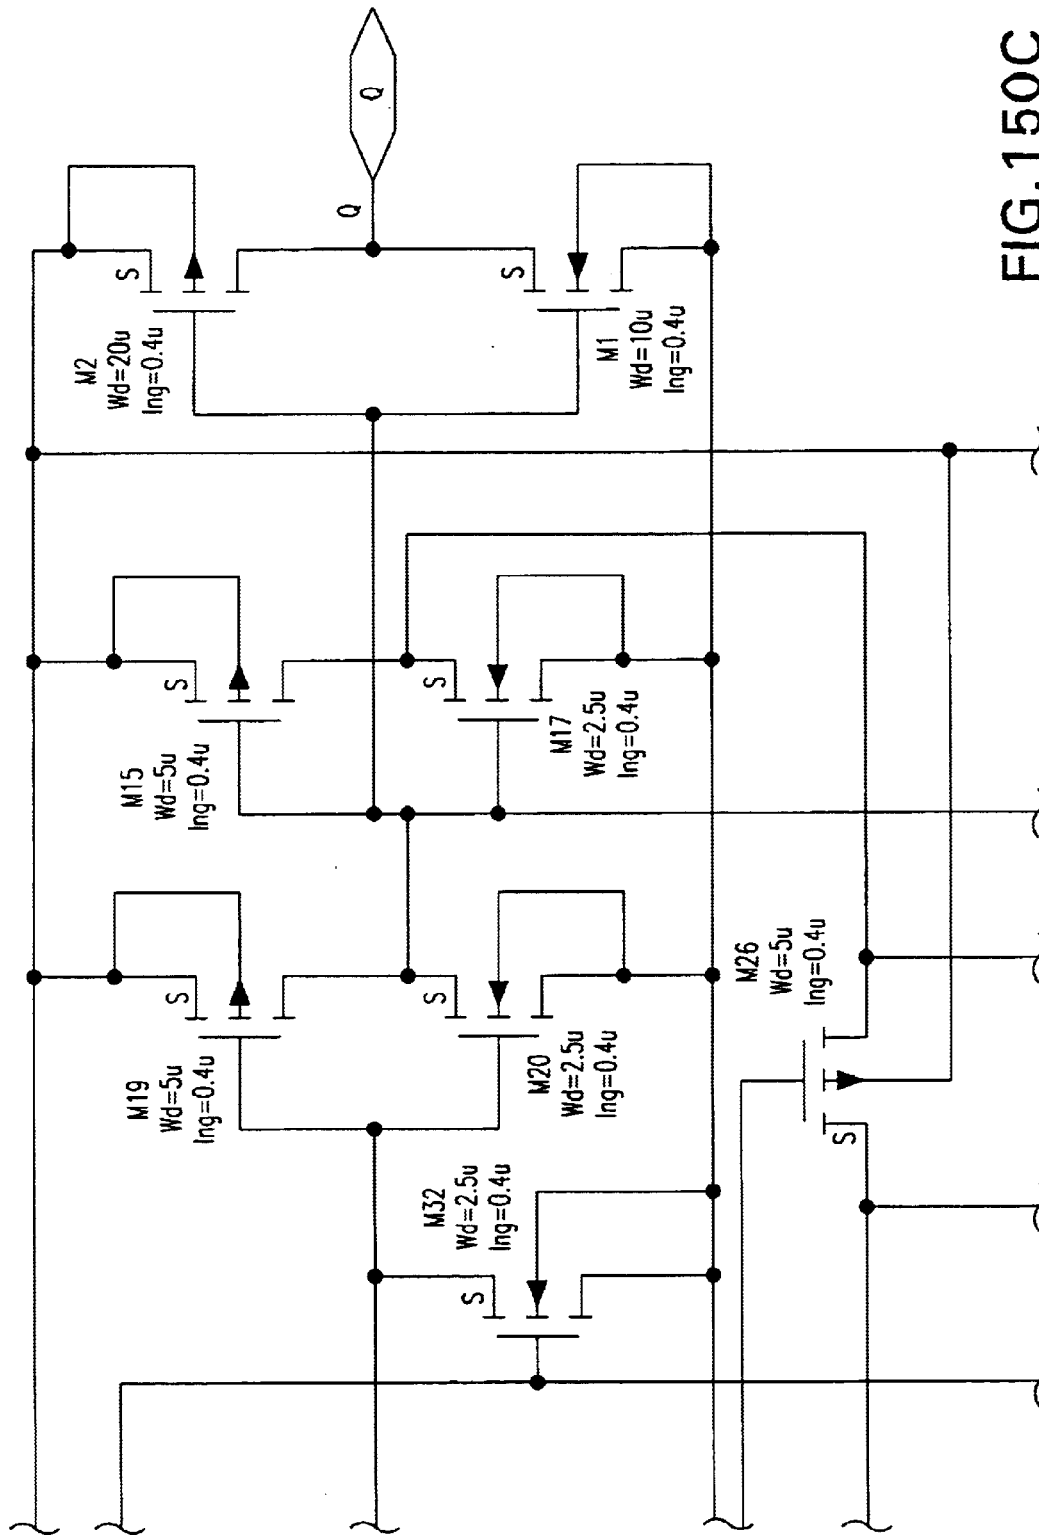 Q
Q
S
M2
Wd=20u
lng=0.4u
S
M1
Wd=10u
lng=0.4u
S
M15
Wd=5u
lng=0.4u
S
M17
Wd=2.5u
lng=0.4u
S
M19
Wd=5u
lng=0.4u
S
M20
Wd=2.5u
lng=0.4u
M26
Wd=5u
lng=0.4u
S
M32
Wd=2.5u
lng=0.4u
S
FIG.150C